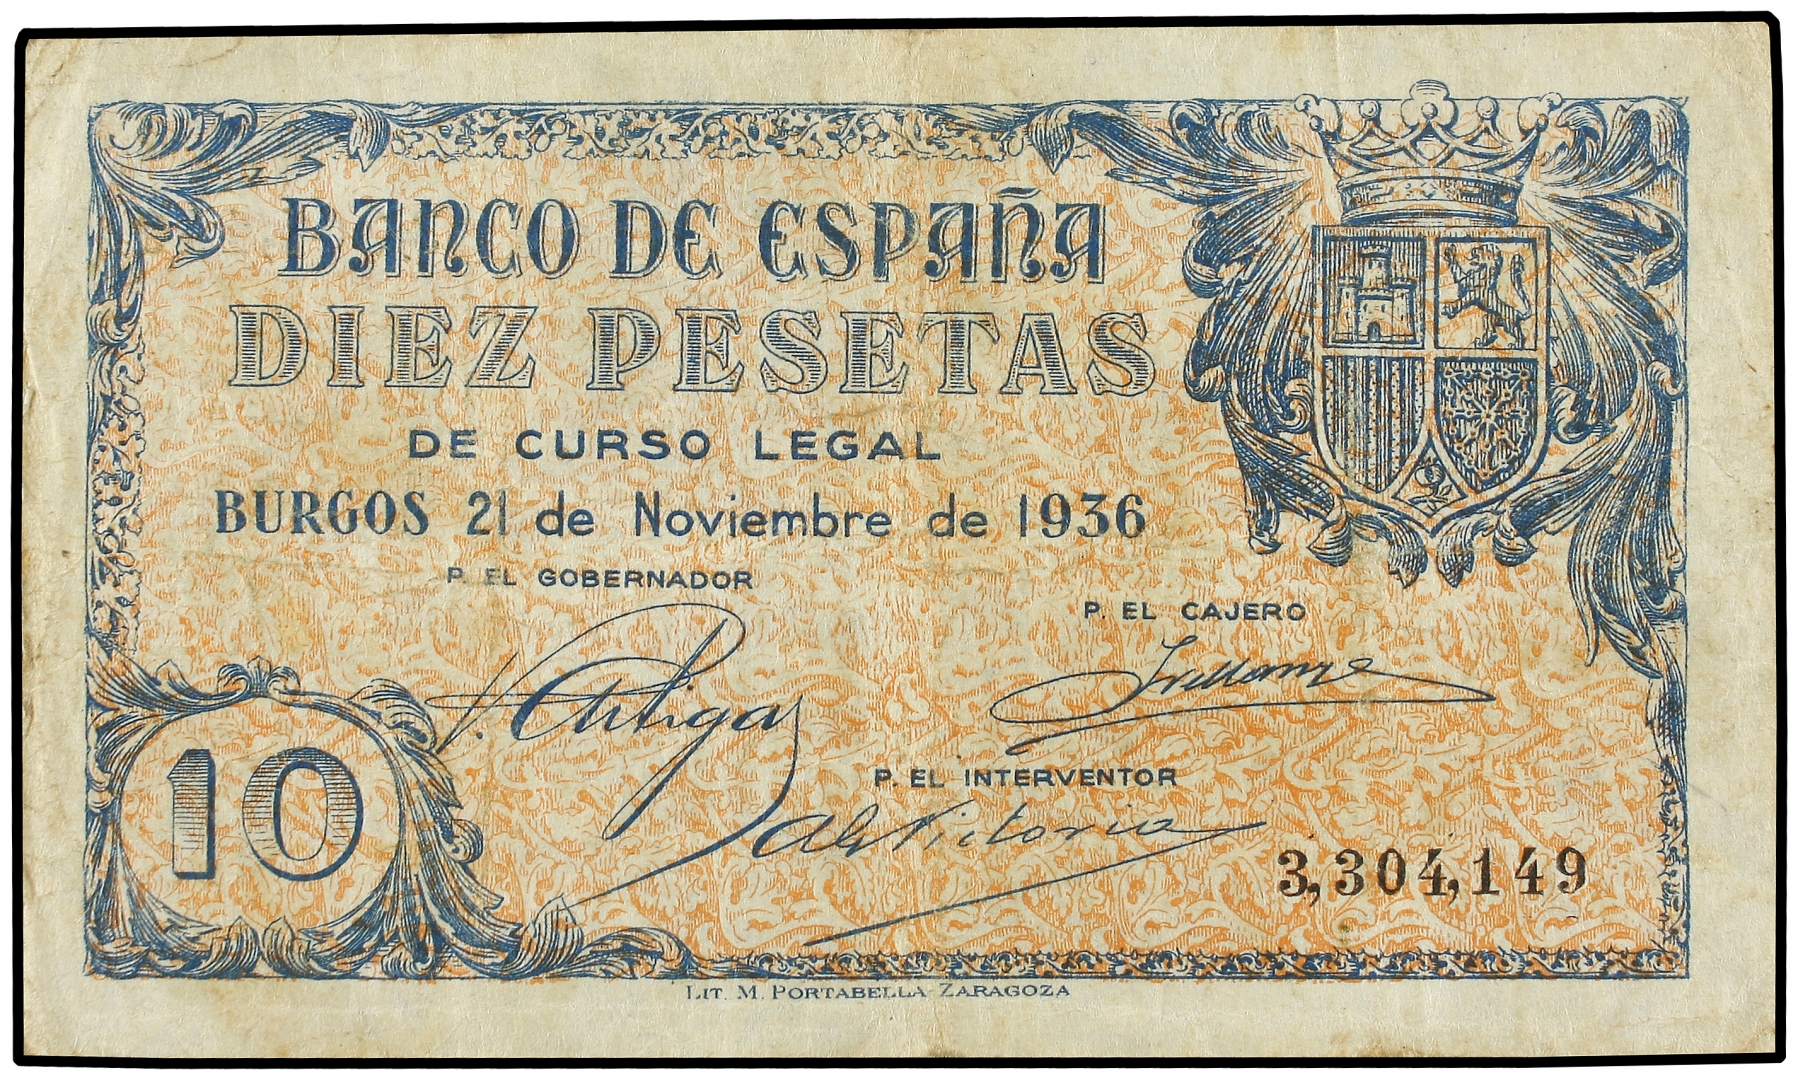 BANCO DE ESPAÑA
DIEZ PESETAS
DE CURSO LEGAL
BURGOS 21 de Noviembre de 1936
P. EL GOBERNADOR
P. EL CAJERO
P. EL INTERVENTOR
10
3,304,149
LIT. M. PORTABELLA - ZARAGOZA